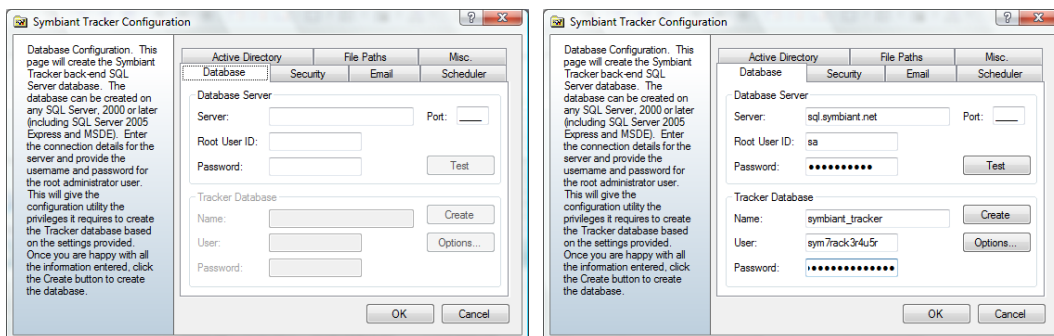 Symbiant Tracker Configuration
Database Configuration. This
page will create the Symbiant
Tracker back-end SQL
Server database. The
database can be created on
any SQL Server, 2000 or later
(including SQL Server 2005
Express and MSDE). Enter
the connection details for the
server and provide the
username and password for
the root administrator user.
This will give the
configuration utility the
privileges it requires to create
the Tracker database based
on the settings provided.
Once you are happy with all
the information entered, click
the Create button to create
the database.
Active Directory File Paths Misc.
Database Security Email Scheduler
Database Server
Server: Port:
Root User ID:
Password: Test
Tracker Database
Name: Create
User: Options...
Password:
OK Cancel
Symbiant Tracker Configuration
Database Configuration. This
page will create the Symbiant
Tracker back-end SQL
Server database. The
database can be created on
any SQL Server, 2000 or later
(including SQL Server 2005
Express and MSDE). Enter
the connection details for the
server and provide the
username and password for
the root administrator user.
This will give the
configuration utility the
privileges it requires to create
the Tracker database based
on the settings provided.
Once you are happy with all
the information entered, click
the Create button to create
the database.
Active Directory File Paths Misc.
Database Security Email Scheduler
Database Server
Server: sql.symbiant.net Port:
Root User ID: sa
Password: ●●●●●●●●●● Test
Tracker Database
Name: symbiant_tracker Create
User: sym7rack3r4u5r Options...
Password: ●●●●●●●●●●●●●
OK Cancel